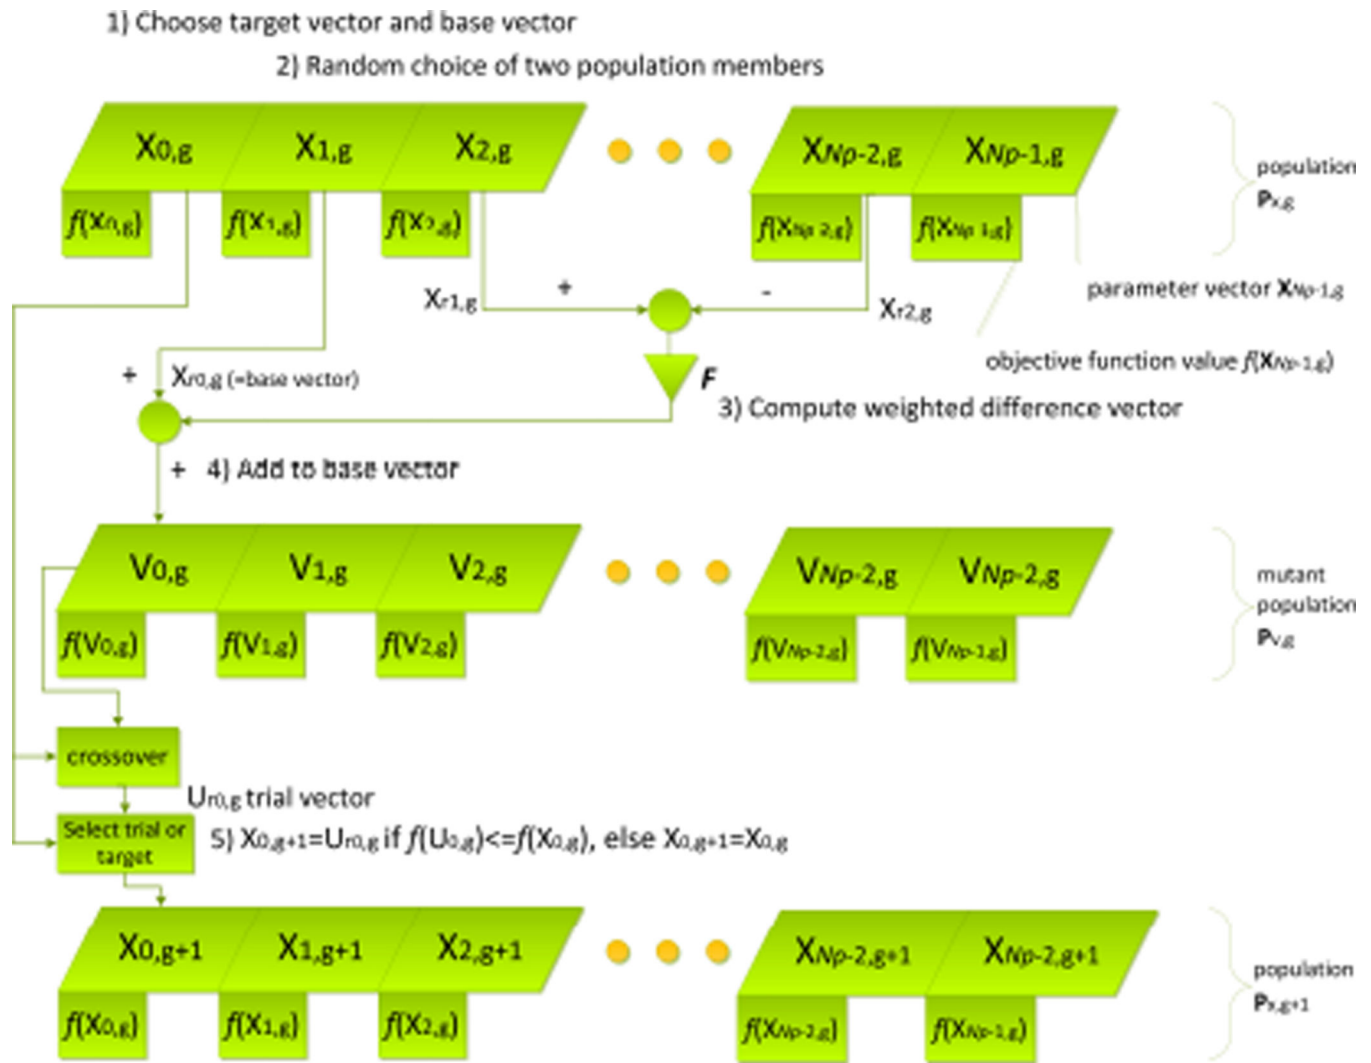 1) Choose target vector and base vector
2) Random choice of two population members
X0,g X1,g X2,g XNp-2,g XNp-1,g
population
Px,g
f(X0,g) f(X1,g) f(X2,g) f(XNp-2,g) f(XNp-1,g)
parameter vector XNp-1,g
Xr1,g + - Xr2,g
objective function value f(XNp-1,g)
+ Xr0,g (=base vector)
F
3) Compute weighted difference vector
+ 4) Add to base vector
V0,g V1,g V2,g VNp-2,g VNp-2,g
mutant
population
Pv,g
f(V0,g) f(V1,g) f(V2,g) f(VNp-2,g) f(VNp-1,g)
crossover
Ur0,g trial vector
Select trial or
target
5) X0,g+1=Ur0,g if f(U0,g)<=f(X0,g), else X0,g+1=X0,g
X0,g+1 X1,g+1 X2,g+1 XNp-2,g+1 XNp-2,g+1
population
Px,g+1
f(X0,g) f(X1,g) f(X2,g) f(XNp-2,g) f(XNp-1,g)